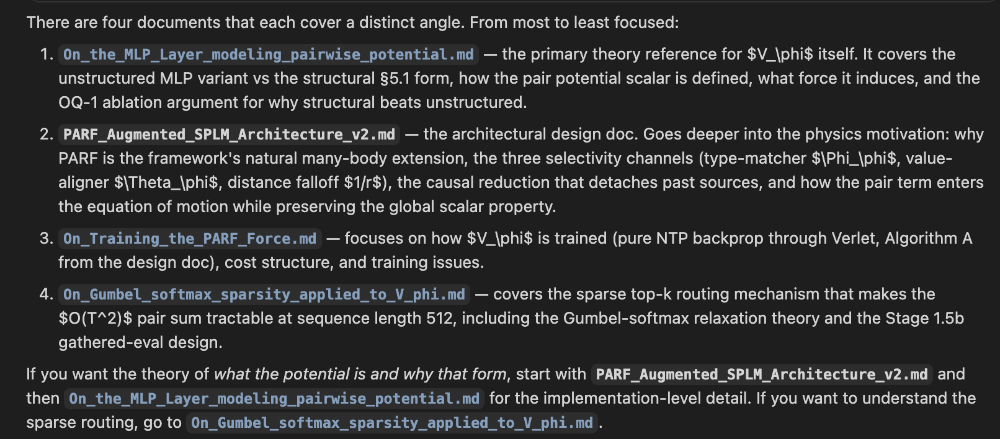 There are four documents that each cover a distinct angle. From most to least focused:
1. On_the_MLP_Layer_modeling_pairwise_potential.md — the primary theory reference for $V_\phi$ itself. It covers the
unstructured MLP variant vs the structural §5.1 form, how the pair potential scalar is defined, what force it induces, and the
OQ-1 ablation argument for why structural beats unstructured.
2. PARF_Augmented_SPLM_Architecture_v2.md — the architectural design doc. Goes deeper into the physics motivation: why
PARF is the framework's natural many-body extension, the three selectivity channels (type-matcher $\Phi_\phi$, value-
aligner $\Theta_\phi$, distance falloff $1/r$), the causal reduction that detaches past sources, and how the pair term enters
the equation of motion while preserving the global scalar property.
3. On_Training_the_PARF_Force.md — focuses on how $V_\phi$ is trained (pure NTP backprop through Verlet, Algorithm A
from the design doc), cost structure, and training issues.
4. On_Gumbel_softmax_sparsity_applied_to_V_phi.md — covers the sparse top-k routing mechanism that makes the
$O(T^2)$ pair sum tractable at sequence length 512, including the Gumbel-softmax relaxation theory and the Stage 1.5b
gathered-eval design.
If you want the theory of what the potential is and why that form, start with PARF_Augmented_SPLM_Architecture_v2.md and
then On_the_MLP_Layer_modeling_pairwise_potential.md for the implementation-level detail. If you want to understand the
sparse routing, go to On_Gumbel_softmax_sparsity_applied_to_V_phi.md.